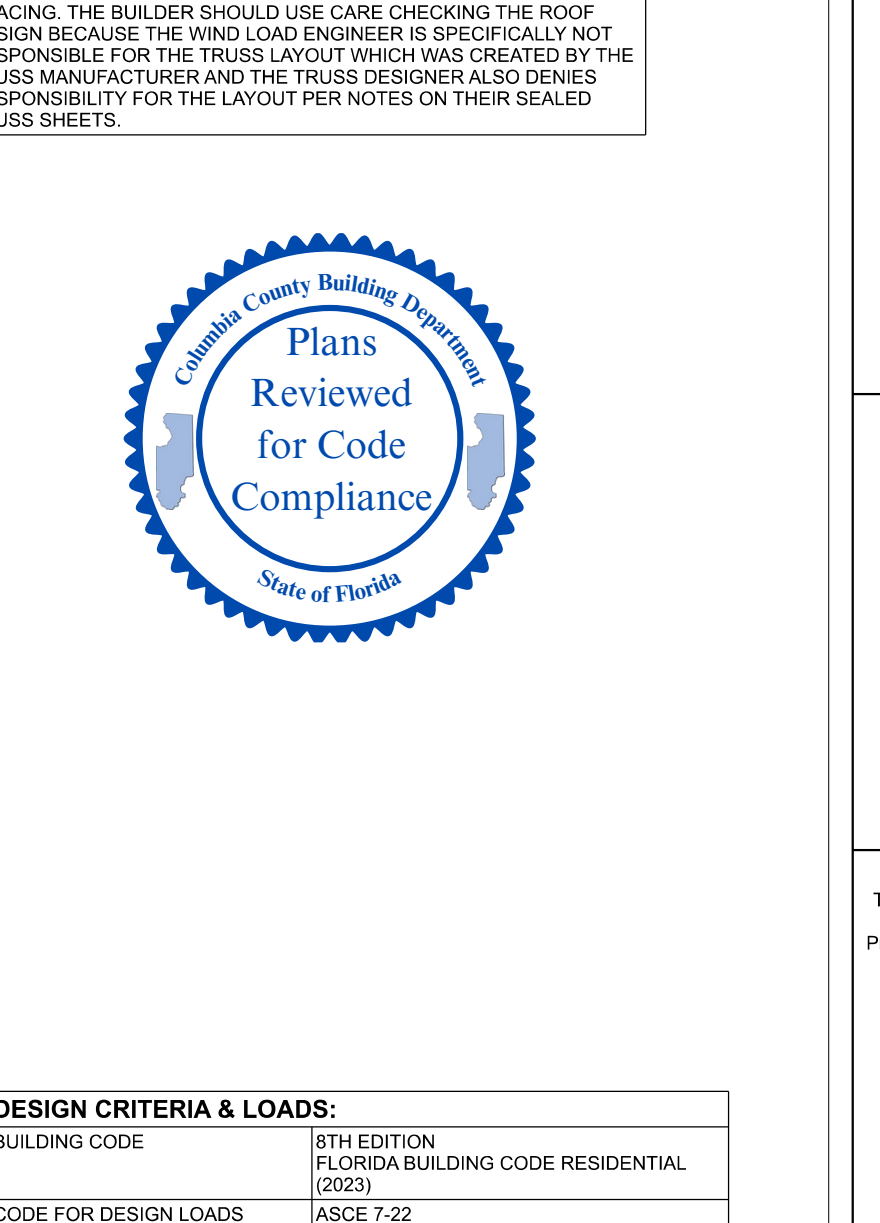 ACING. THE BUILDER SHOULD USE CARE CHECKING THE ROOF
SIGN BECAUSE THE WIND LOAD ENGINEER IS SPECIFICALLY NOT
SPONSIBLE FOR THE TRUSS LAYOUT WHICH WAS CREATED BY THE
USS MANUFACTURER AND THE TRUSS DESIGNER ALSO DENIES
SPONSIBILITY FOR THE LAYOUT PER NOTES ON THEIR SEALED
USS SHEETS.
Columbia County Building Department
Plans
Reviewed
for Code
Compliance
State of Florida
DESIGN CRITERIA & LOADS:
BUILDING CODE
8TH EDITION
FLORIDA BUILDING CODE RESIDENTIAL
(2023)
CODE FOR DESIGN LOADS
ASCE 7-22